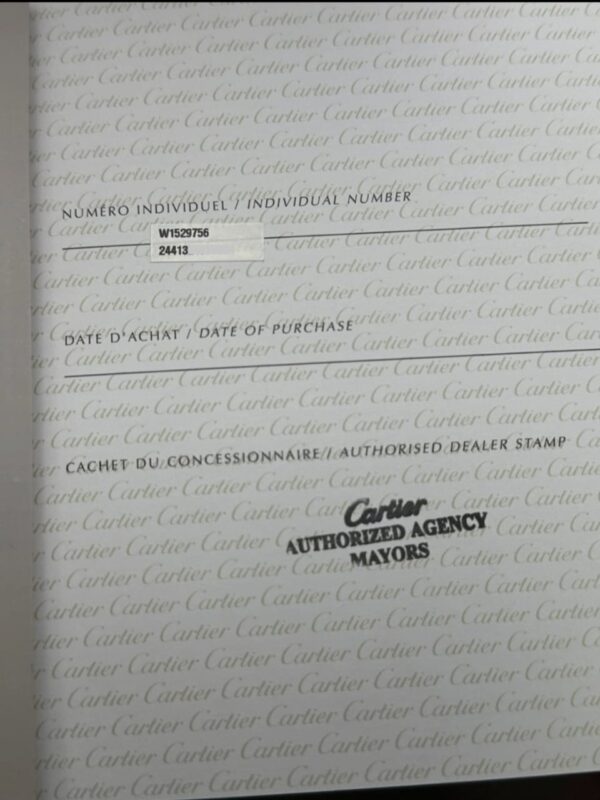 NUMÉRO INDIVIDUEL / INDIVIDUAL NUMBER
W1529756
24413
DATE D'ACHAT / DATE OF PURCHASE
CACHET DU CONCESSIONNAIRE / AUTHORISED DEALER STAMP
Cartier
AUTHORIZED AGENCY
MAYORS